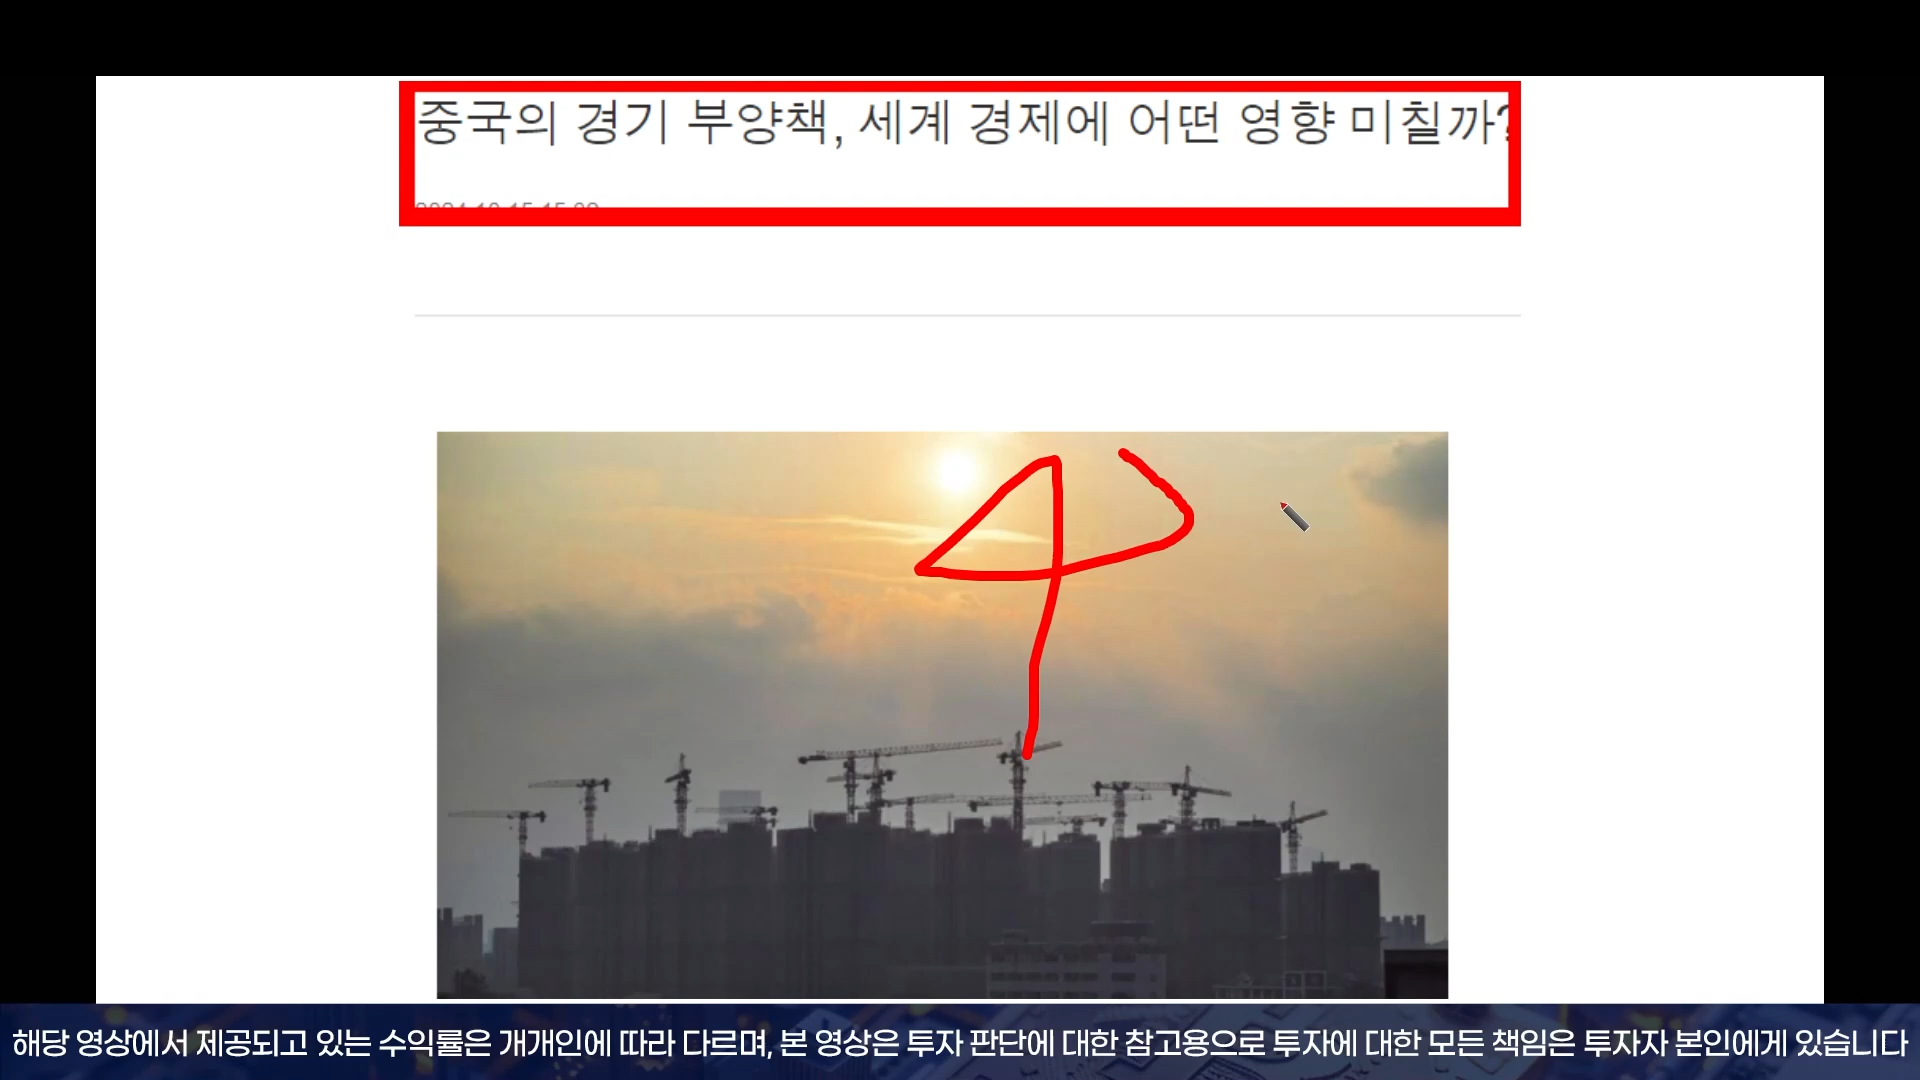 중국의 경기 부양책, 세계 경제에 어떤 영향 미칠까?
해당 영상에서 제공되고 있는 수익률은 개개인에 따라 다르며, 본 영상은 투자 판단에 대한 참고용으로 투자에 대한 모든 책임은 투자자 본인에게 있습니다